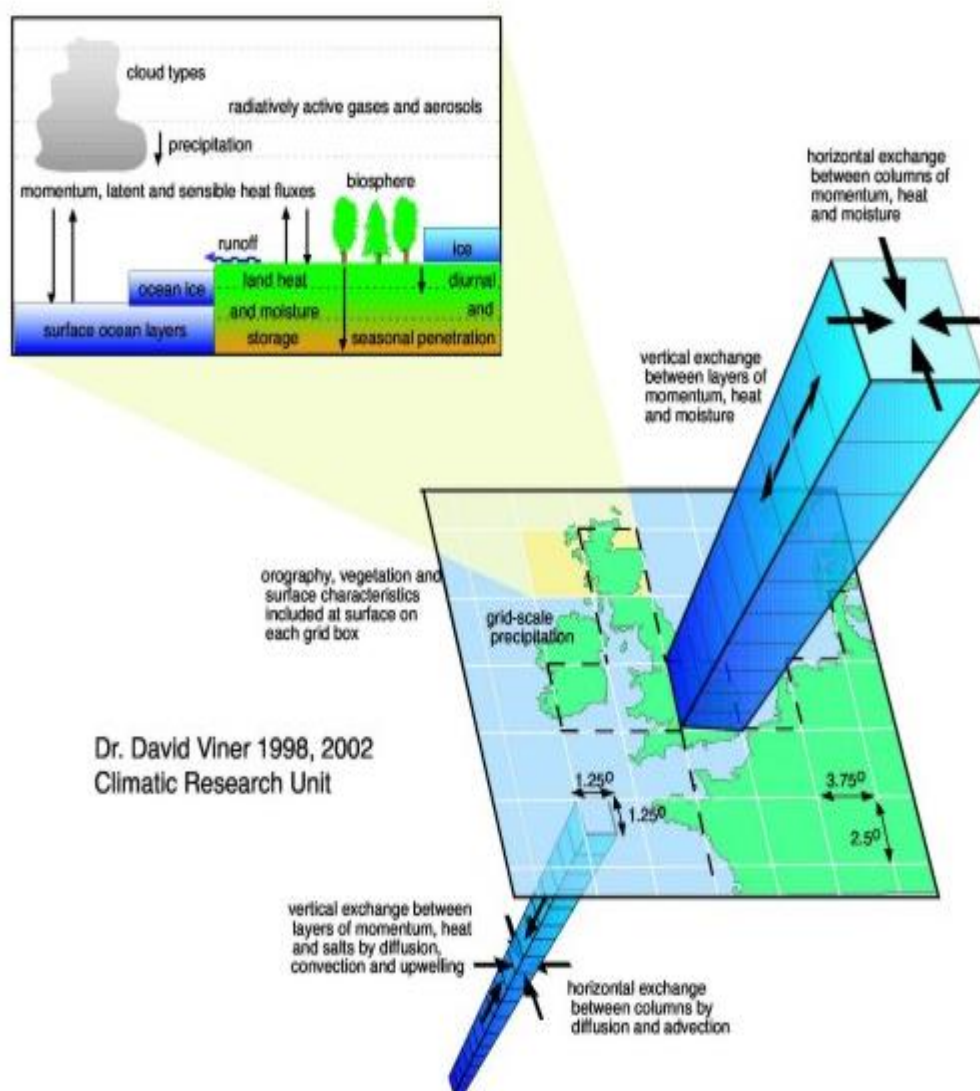 cloud types
radiatively active gases and aerosols
precipitation
momentum, latent and sensible heat fluxes
biosphere
runoff
ice
ocean ice
land heat
diurnal
and moisture
and
surface ocean layers
storage
seasonal penetration
horizontal exchange
between columns of
momentum, heat
and moisture
vertical exchange
between layers of
momentum, heat
and moisture
orography, vegetation and
surface characteristics
included at surface on
each grid box
grid-scale
precipitation
Dr. David Viner 1998, 2002
Climatic Research Unit
1.25⁰
1.25⁰
3.75⁰
2.5⁰
vertical exchange between
layers of momentum, heat
and salts by diffusion,
convection and upwelling
horizontal exchange
between columns by
diffusion and advection